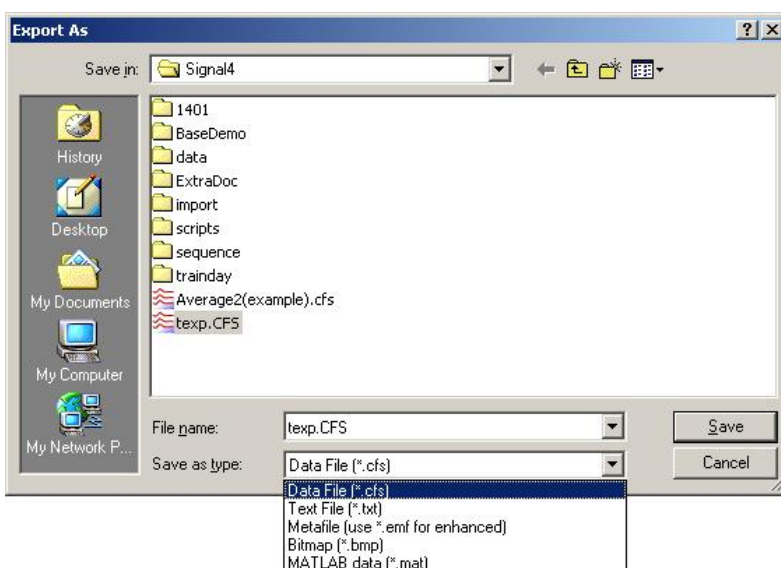 Export As
Save in: Signal4
1401
BaseDemo
data
ExtraDoc
import
scripts
sequence
trainday
Average2(example).cfs
texp.CFS
History
Desktop
My Documents
My Computer
My Network P...
File name: texp.CFS
Save
Save as type: Data File (*.cfs)
Cancel
Data File (*.cfs)
Text File (*.txt)
Metafile (use *.emf for enhanced)
Bitmap (*.bmp)
MATLAB data (*.mat)